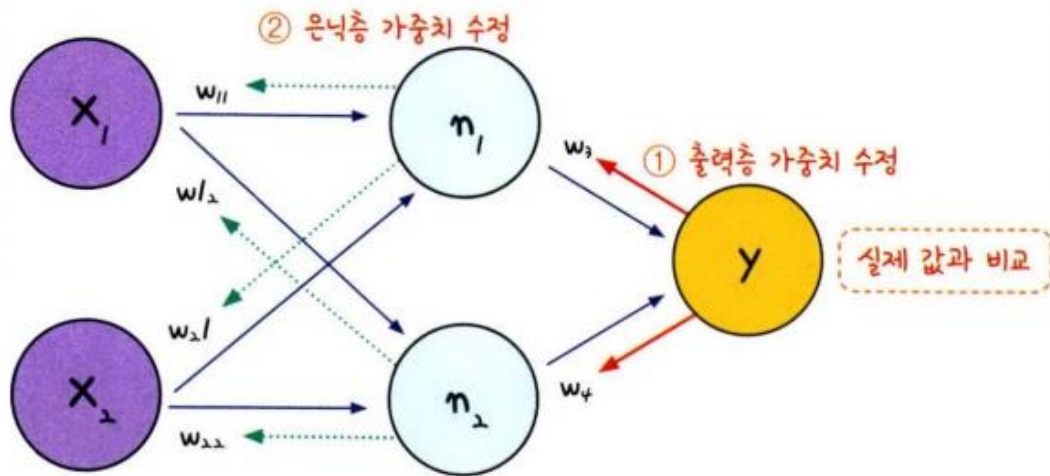 ② 은닉층 가중치 수정
x₁
w₁₁
n₁
w₃
① 출력층 가중치 수정
w1₂
y
실제 값과 비교
w₂1
x₂
n₂
w₄
w₂₂